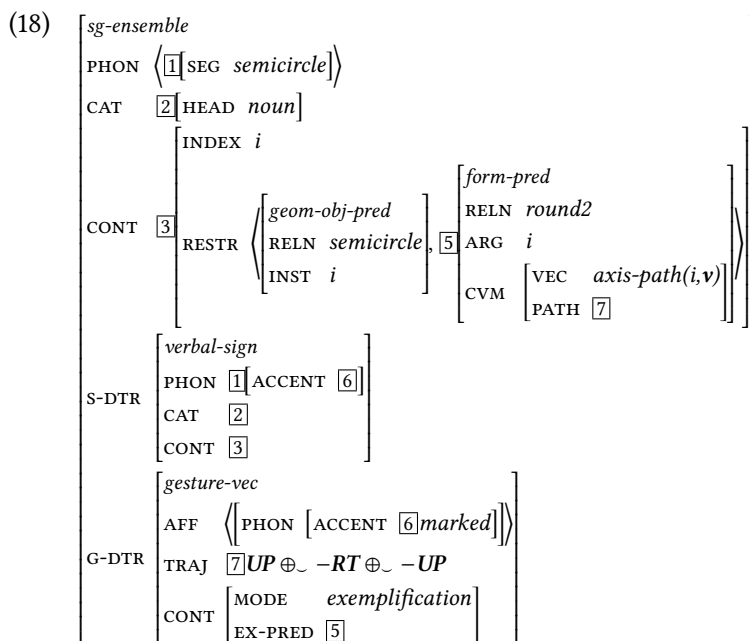 (18)
sg-ensemble
PHON ⟨[1][SEG semicircle]⟩
CAT [2][HEAD noun]
INDEX i
CONT [3] RESTR ⟨[geom-obj-pred
RELN semicircle
INST i], [5][form-pred
RELN round2
ARG i
CVM [VEC axis-path(i,v)
PATH [7]]]⟩
S-DTR
verbal-sign
PHON [1][ACCENT [6]]
CAT [2]
CONT [3]
G-DTR
gesture-vec
AFF ⟨[PHON [ACCENT [6]marked]]⟩
TRAJ [7]UP ⊕⌣ −RT ⊕⌣ −UP
CONT [MODE exemplification
EX-PRED [5]]